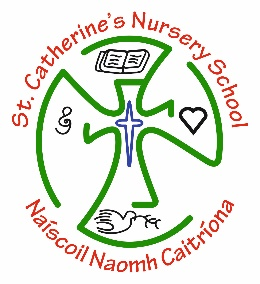 St. Catherine's Nursery School
Naíscoil Naomh Caitríona